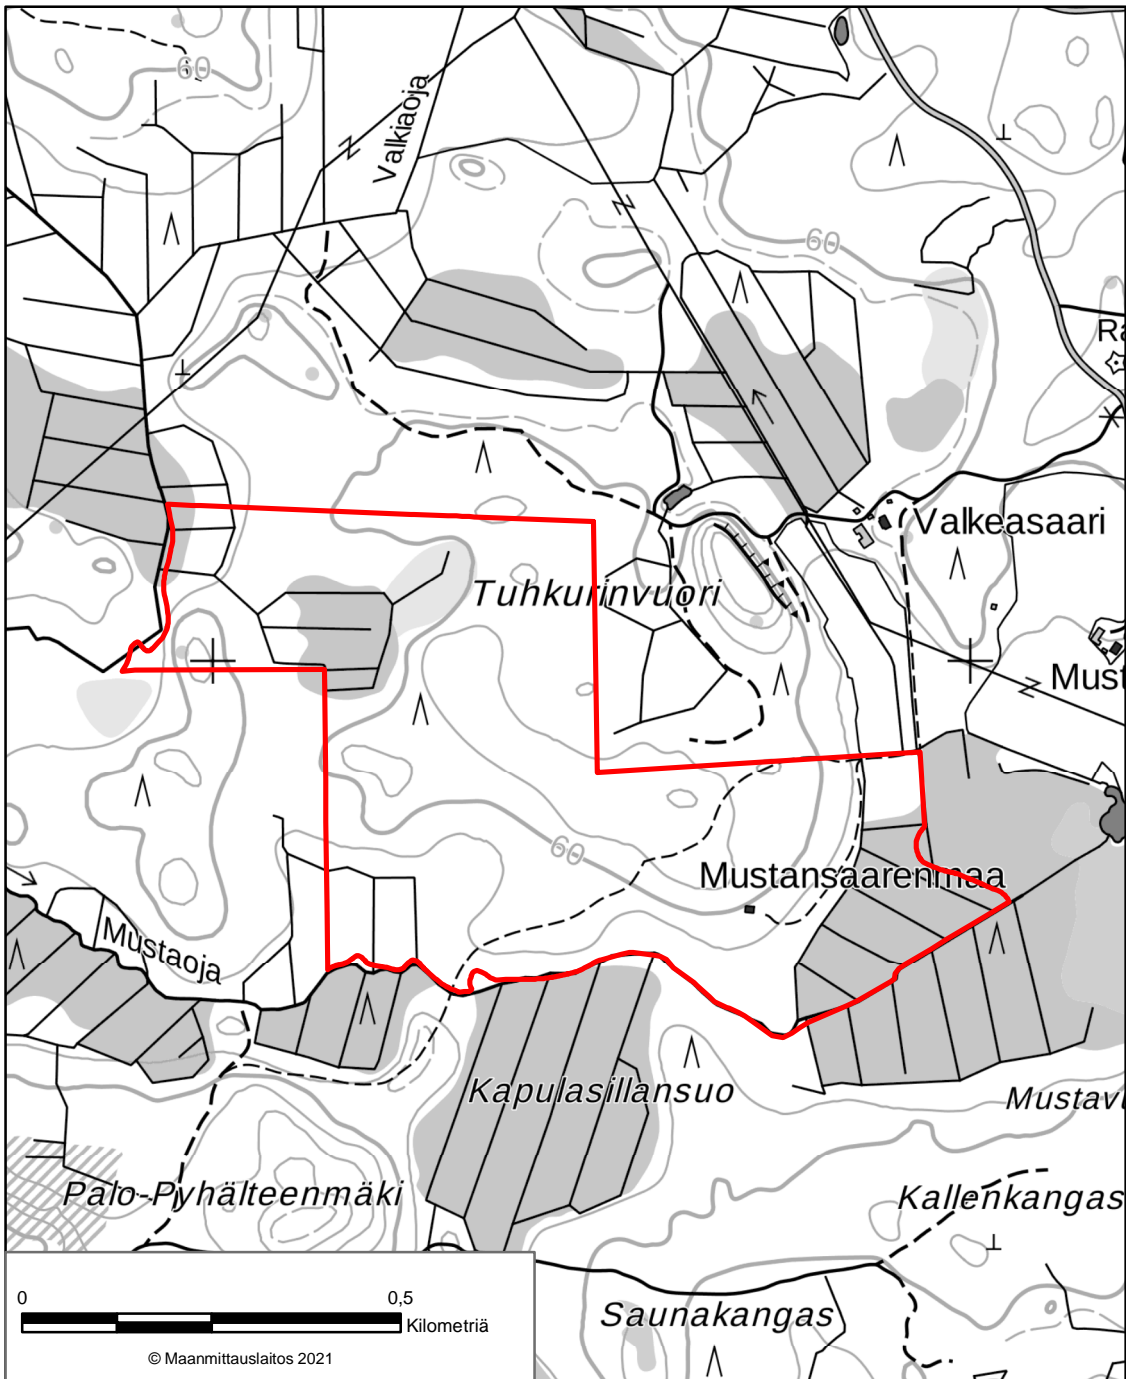 60
Valkiaoja
60
Ra
Valkeasaari
Tuhkurinvuori
Must
60
Mustansaarenmaa
Mustaoja
Kapulasillansuo
Mustavu
Palo-Pyhälteenmäki
Kallenkangas
0 0,5
Kilometriä
Saunakangas
© Maanmittauslaitos 2021